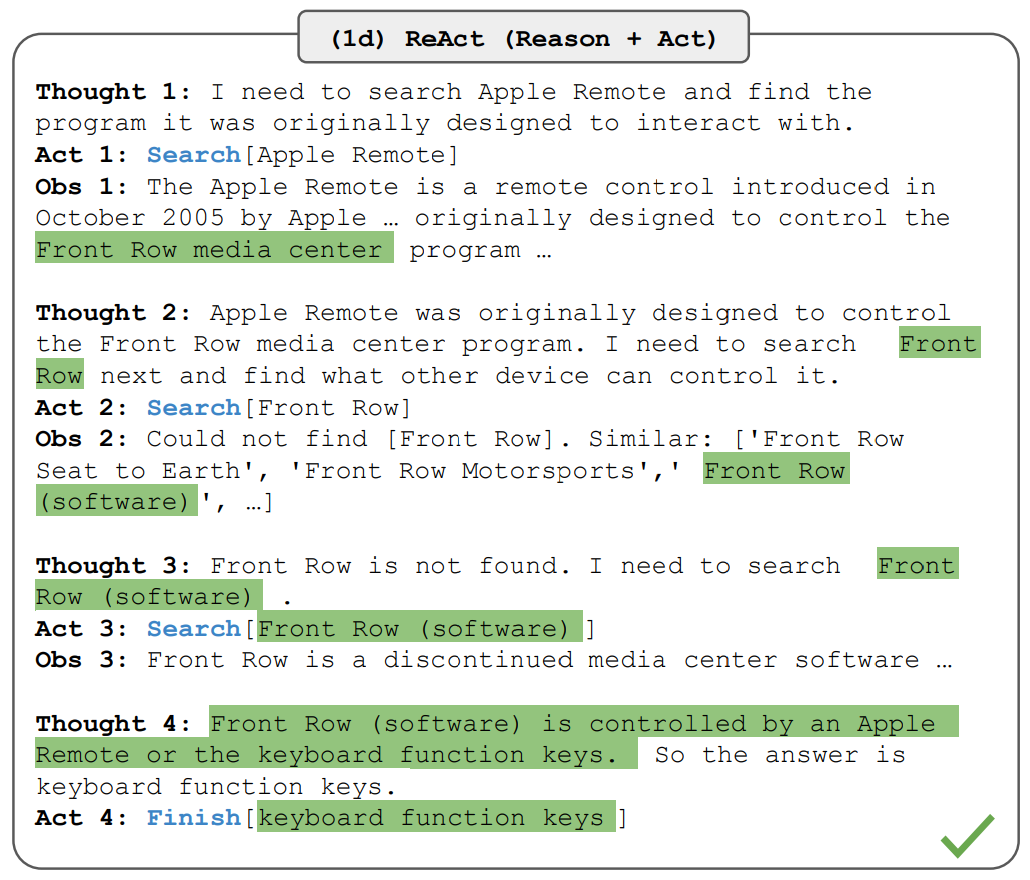 (1d) ReAct (Reason + Act)
Thought 1: I need to search Apple Remote and find the
program it was originally designed to interact with.
Act 1: Search[Apple Remote]
Obs 1: The Apple Remote is a remote control introduced in
October 2005 by Apple … originally designed to control the
Front Row media center program …
Thought 2: Apple Remote was originally designed to control
the Front Row media center program. I need to search Front
Row next and find what other device can control it.
Act 2: Search[Front Row]
Obs 2: Could not find [Front Row]. Similar: ['Front Row
Seat to Earth', 'Front Row Motorsports',' Front Row
(software)', …]
Thought 3: Front Row is not found. I need to search Front
Row (software) .
Act 3: Search[Front Row (software) ]
Obs 3: Front Row is a discontinued media center software …
Thought 4: Front Row (software) is controlled by an Apple
Remote or the keyboard function keys. So the answer is
keyboard function keys.
Act 4: Finish[keyboard function keys ]